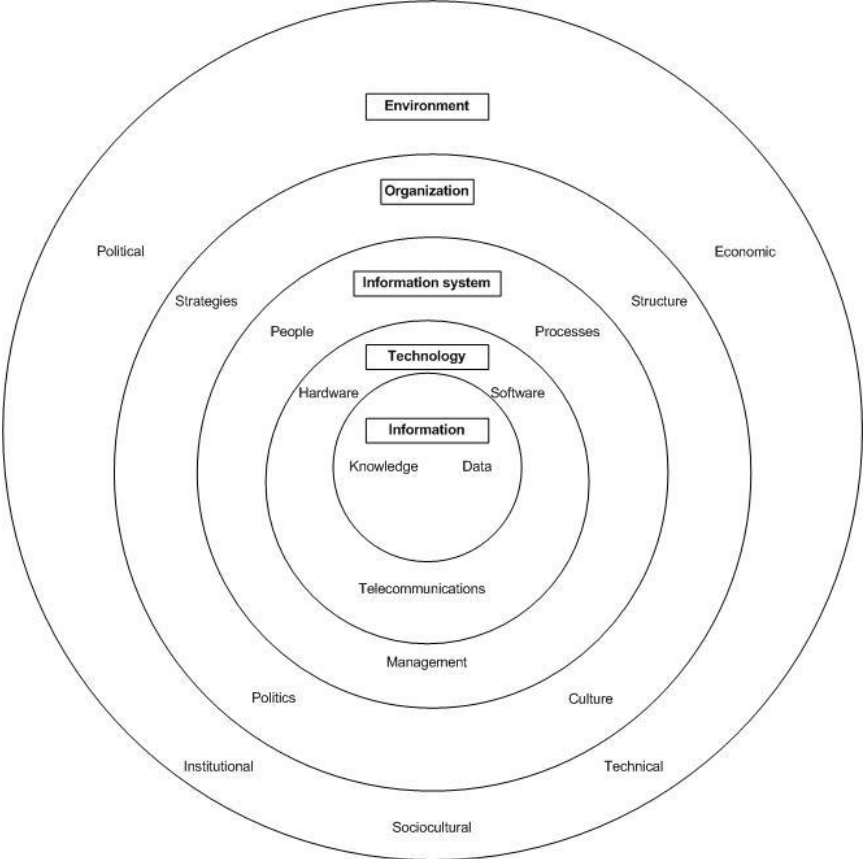 Environment
Organization
Political
Economic
Information system
Strategies
Structure
People
Processes
Technology
Hardware
Software
Information
Knowledge
Data
Telecommunications
Management
Politics
Culture
Institutional
Technical
Sociocultural